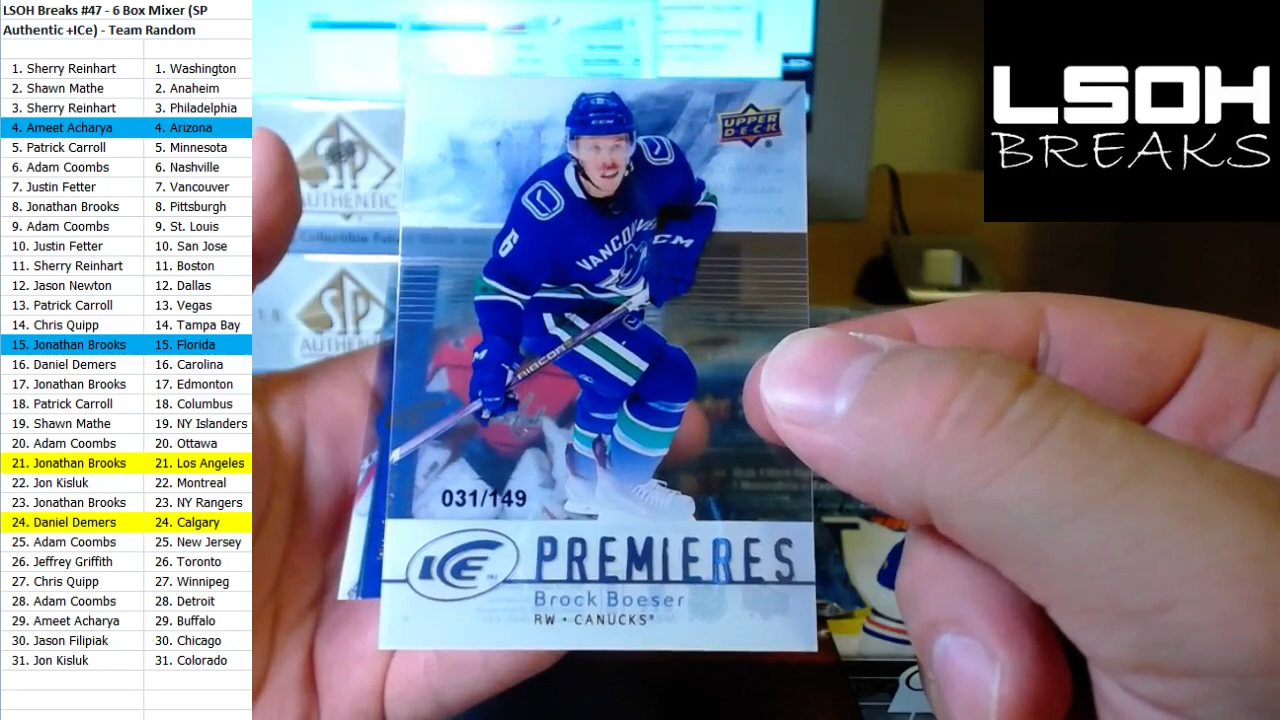 LSOH Breaks #47 - 6 Box Mixer (SP
Authentic +ICe) - Team Random
1. Sherry Reinhart 1. Washington
2. Shawn Mathe 2. Anaheim
3. Sherry Reinhart 3. Philadelphia
4. Ameet Acharya 4. Arizona
5. Patrick Carroll 5. Minnesota
6. Adam Coombs 6. Nashville
7. Justin Fetter 7. Vancouver
8. Jonathan Brooks 8. Pittsburgh
9. Adam Coombs 9. St. Louis
10. Justin Fetter 10. San Jose
11. Sherry Reinhart 11. Boston
12. Jason Newton 12. Dallas
13. Patrick Carroll 13. Vegas
14. Chris Quipp 14. Tampa Bay
15. Jonathan Brooks 15. Florida
16. Daniel Demers 16. Carolina
17. Jonathan Brooks 17. Edmonton
18. Patrick Carroll 18. Columbus
19. Shawn Mathe 19. NY Islanders
20. Adam Coombs 20. Ottawa
21. Jonathan Brooks 21. Los Angeles
22. Jon Kisluk 22. Montreal
23. Jonathan Brooks 23. NY Rangers
24. Daniel Demers 24. Calgary
25. Adam Coombs 25. New Jersey
26. Jeffrey Griffith 26. Toronto
27. Chris Quipp 27. Winnipeg
28. Adam Coombs 28. Detroit
29. Ameet Acharya 29. Buffalo
30. Jason Filipiak 30. Chicago
31. Jon Kisluk 31. Colorado
LSOH
BREAKS
UPPER
DECK
SP
AUTHENTIC
CCM
6
VANCOUV
CCM
SP
AUTHE
RIBCOR
031/149
ICE PREMIERES
Brock Boeser
RW • CANUCKS